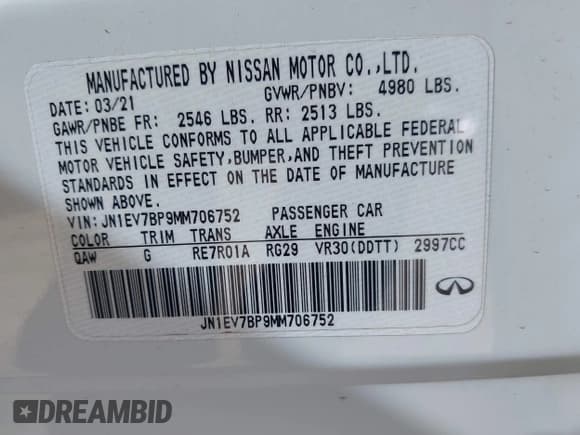 MANUFACTURED BY NISSAN MOTOR CO.,LTD.
DATE: 03/21 GVWR/PNBV: 4980 LBS.
GAWR/PNBE FR: 2546 LBS. RR: 2513 LBS.
THIS VEHICLE CONFORMS TO ALL APPLICABLE FEDERAL
MOTOR VEHICLE SAFETY,BUMPER,AND THEFT PREVENTION
STANDARDS IN EFFECT ON THE DATE OF MANUFACTURE
SHOWN ABOVE.
VIN: JN1EV7BP9MM706752 PASSENGER CAR
COLOR TRIM TRANS AXLE ENGINE
QAW G RE7R01A RG29 VR30(DDTT) 2997CC
JN1EV7BP9MM706752
DREAMBID